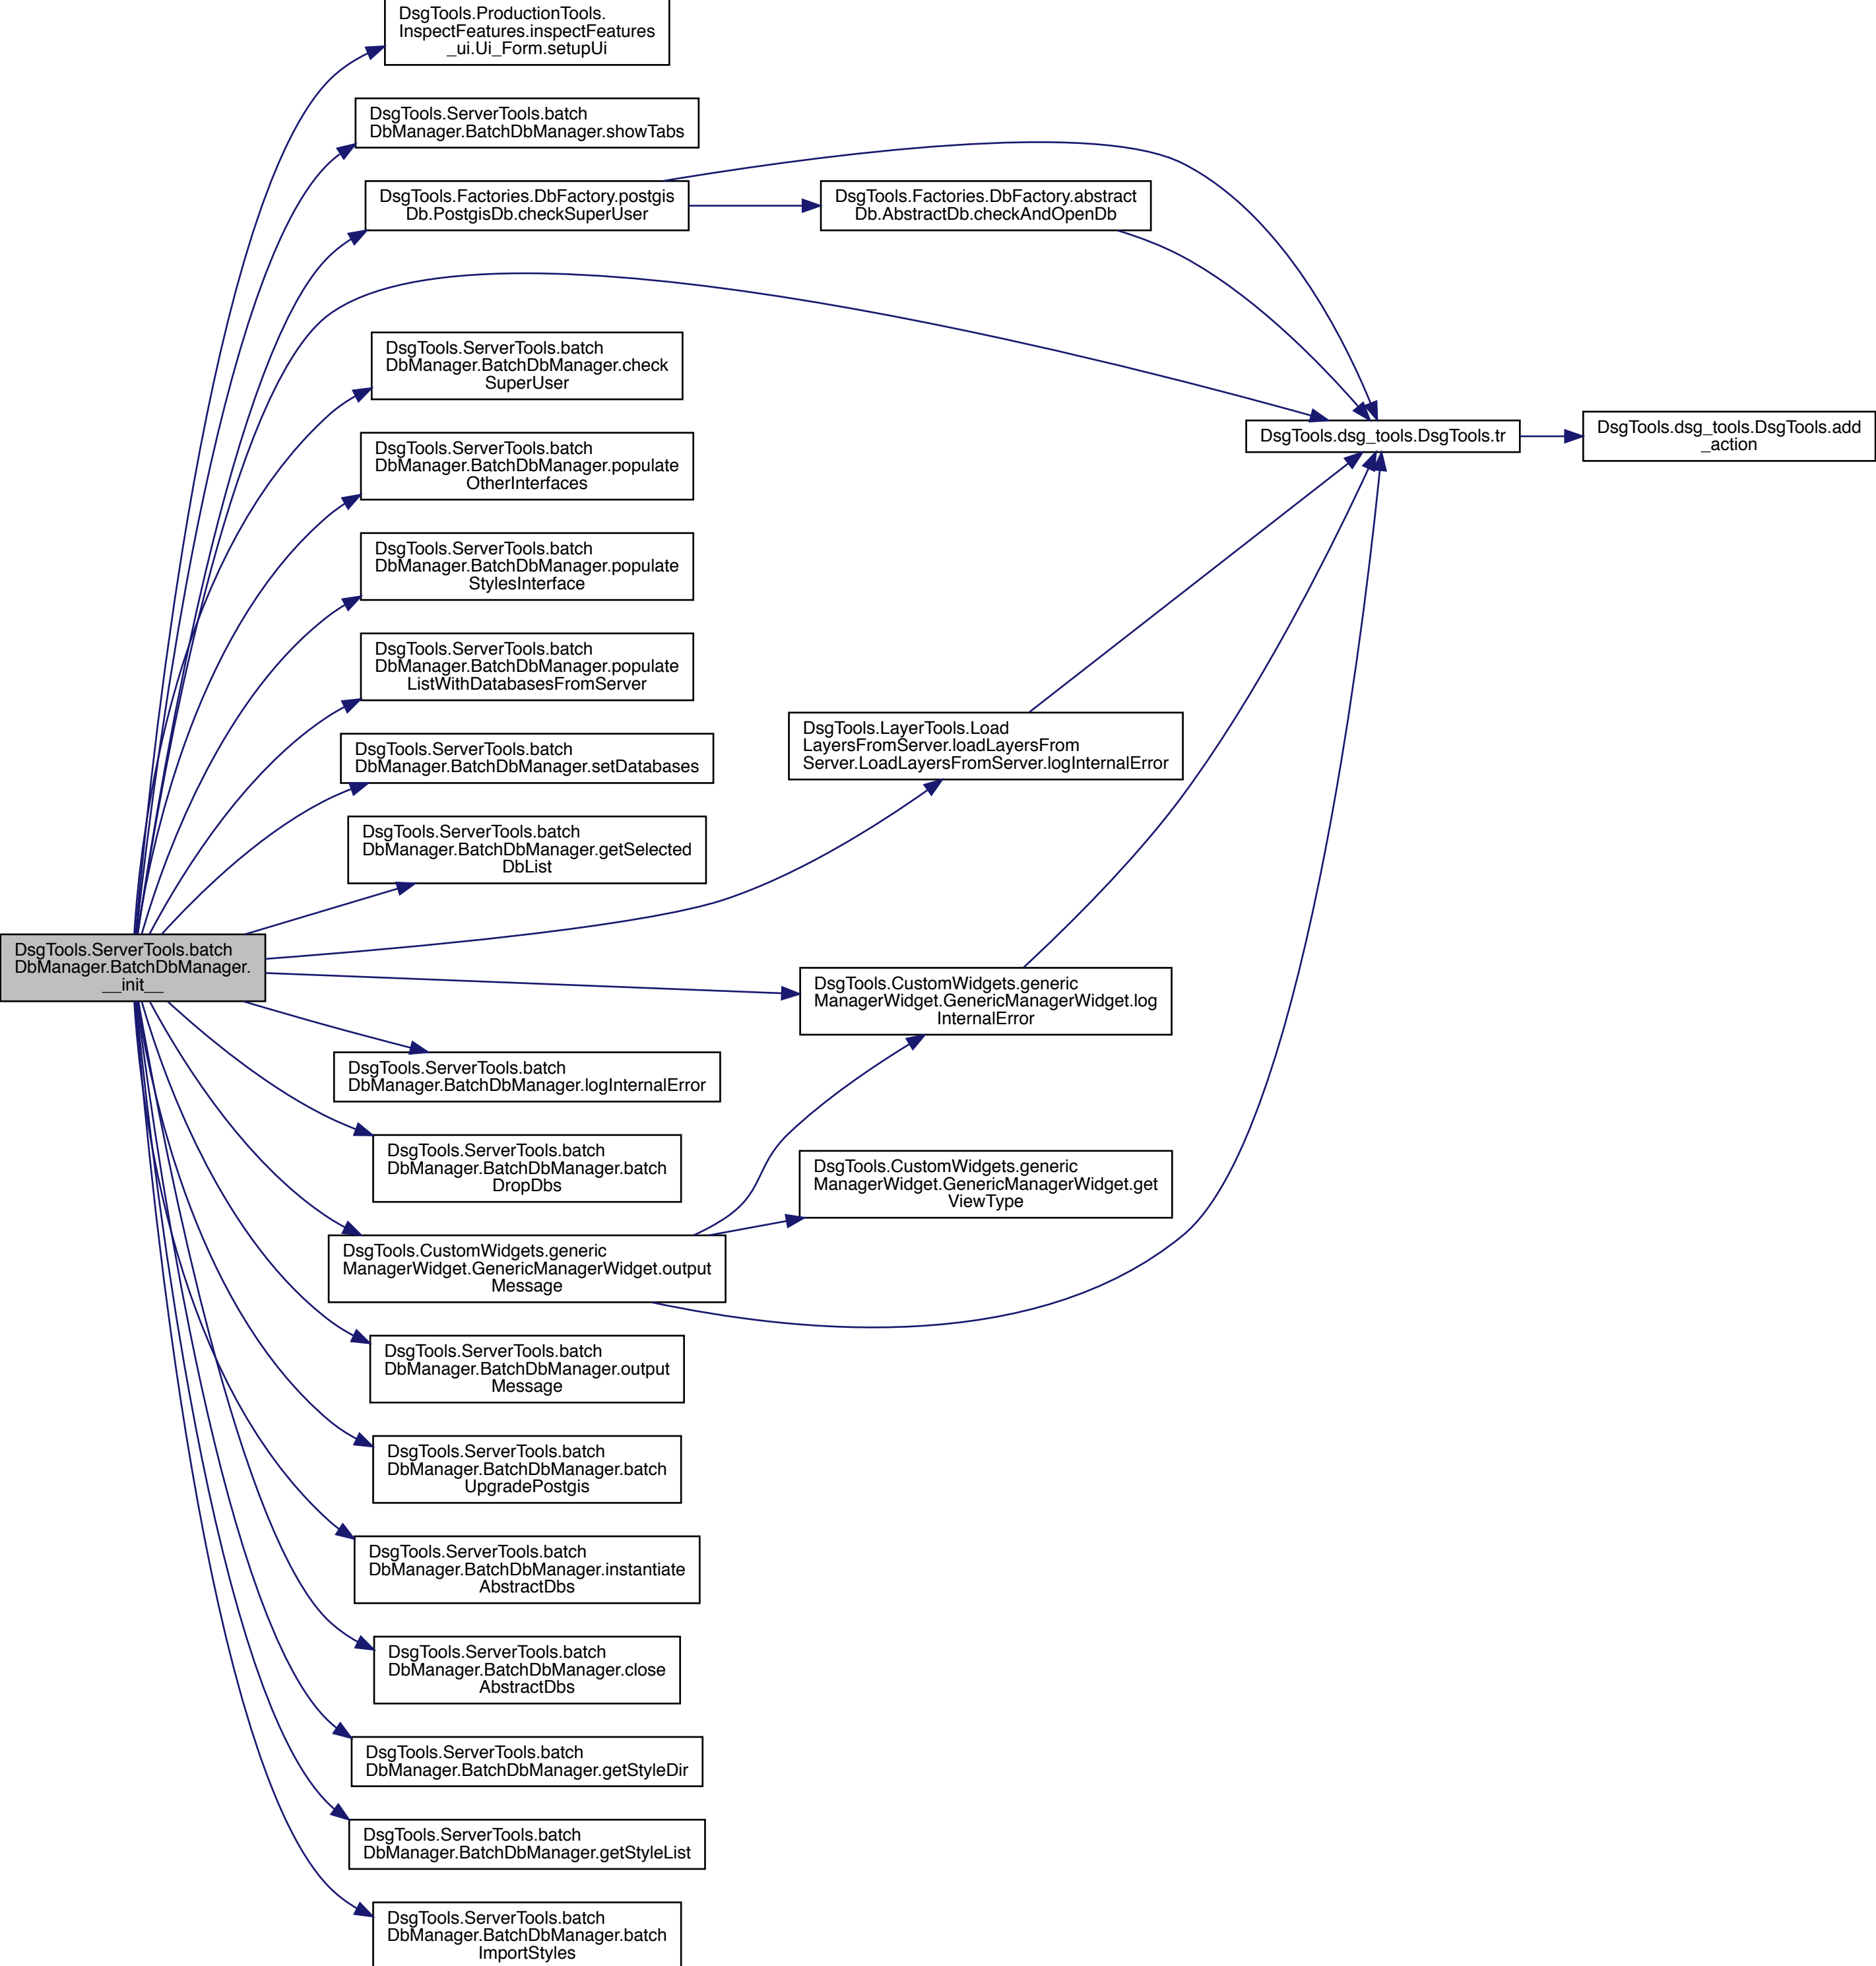 DsgTools.ProductionTools.
InspectFeatures.inspectFeatures
_ui.Ui_Form.setupUi
DsgTools.ServerTools.batch
DbManager.BatchDbManager.showTabs
DsgTools.Factories.DbFactory.postgis
Db.PostgisDb.checkSuperUser
DsgTools.Factories.DbFactory.abstract
Db.AbstractDb.checkAndOpenDb
DsgTools.ServerTools.batch
DbManager.BatchDbManager.check
SuperUser
DsgTools.dsg_tools.DsgTools.tr
DsgTools.dsg_tools.DsgTools.add
_action
DsgTools.ServerTools.batch
DbManager.BatchDbManager.populate
OtherInterfaces
DsgTools.ServerTools.batch
DbManager.BatchDbManager.populate
StylesInterface
DsgTools.ServerTools.batch
DbManager.BatchDbManager.populate
ListWithDatabasesFromServer
DsgTools.ServerTools.batch
DbManager.BatchDbManager.setDatabases
DsgTools.LayerTools.Load
LayersFromServer.loadLayersFrom
Server.LoadLayersFromServer.logInternalError
DsgTools.ServerTools.batch
DbManager.BatchDbManager.getSelected
DbList
DsgTools.ServerTools.batch
DbManager.BatchDbManager.
__init__
DsgTools.CustomWidgets.generic
ManagerWidget.GenericManagerWidget.log
InternalError
DsgTools.ServerTools.batch
DbManager.BatchDbManager.logInternalError
DsgTools.ServerTools.batch
DbManager.BatchDbManager.batch
DropDbs
DsgTools.CustomWidgets.generic
ManagerWidget.GenericManagerWidget.get
ViewType
DsgTools.CustomWidgets.generic
ManagerWidget.GenericManagerWidget.output
Message
DsgTools.ServerTools.batch
DbManager.BatchDbManager.output
Message
DsgTools.ServerTools.batch
DbManager.BatchDbManager.batch
UpgradePostgis
DsgTools.ServerTools.batch
DbManager.BatchDbManager.instantiate
AbstractDbs
DsgTools.ServerTools.batch
DbManager.BatchDbManager.close
AbstractDbs
DsgTools.ServerTools.batch
DbManager.BatchDbManager.getStyleDir
DsgTools.ServerTools.batch
DbManager.BatchDbManager.getStyleList
DsgTools.ServerTools.batch
DbManager.BatchDbManager.batch
ImportStyles